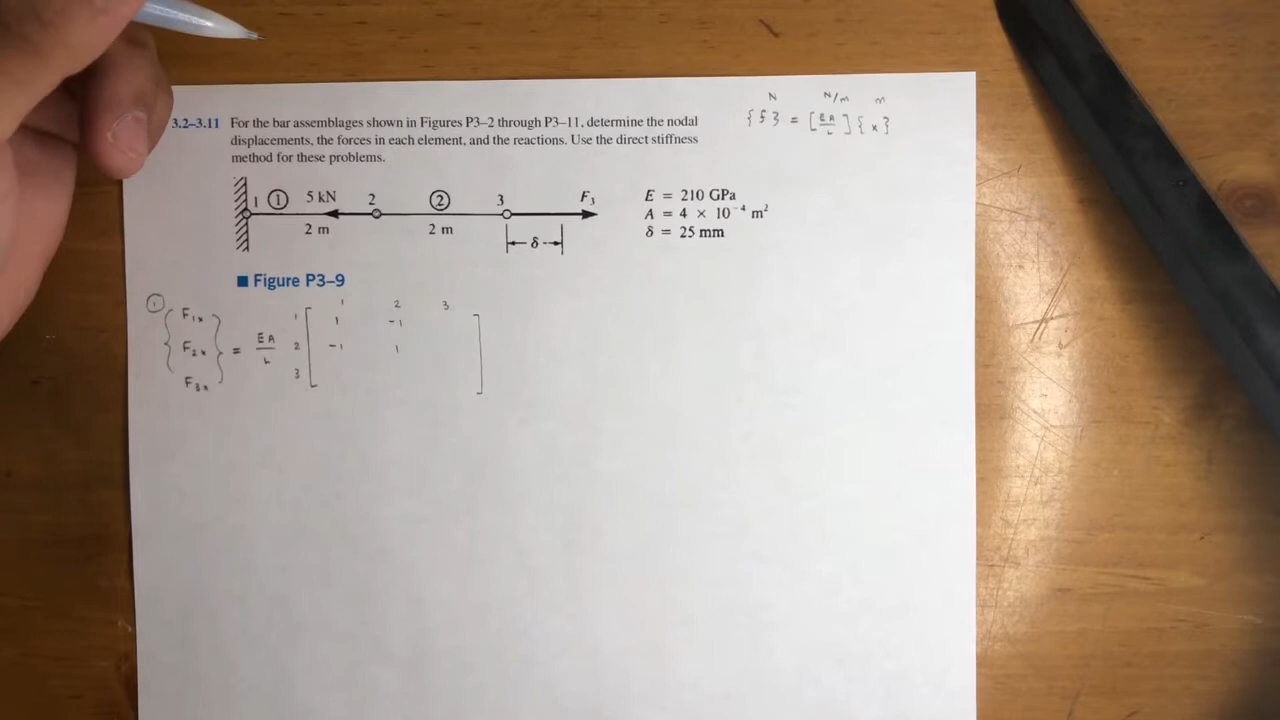 3.2–3.11 For the bar assemblages shown in Figures P3–2 through P3–11, determine the nodal
displacements, the forces in each element, and the reactions. Use the direct stiffness
method for these problems.
N N/m m
{f} = [EA/L]{x}
1 ① 5 kN 2 ② 3 F₃
2 m 2 m
δ
E = 210 GPa
A = 4 × 10⁻⁴ m²
δ = 25 mm
■ Figure P3–9
①
1 2 3
F₁ₓ 1 1 -1
F₂ₓ = EA/L 2 -1 1
F₃ₓ 3